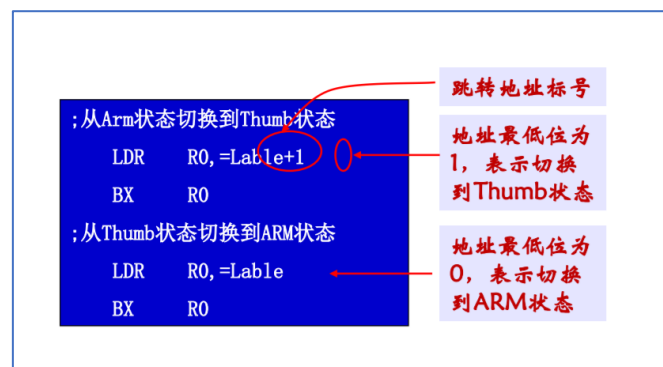 ;从Arm状态切换到Thumb状态
LDR R0,=Lable+1
BX R0
;从Thumb状态切换到ARM状态
LDR R0,=Lable
BX R0
跳转地址标号
地址最低位为
1，表示切换
到Thumb状态
地址最低位为
0，表示切换
到ARM状态